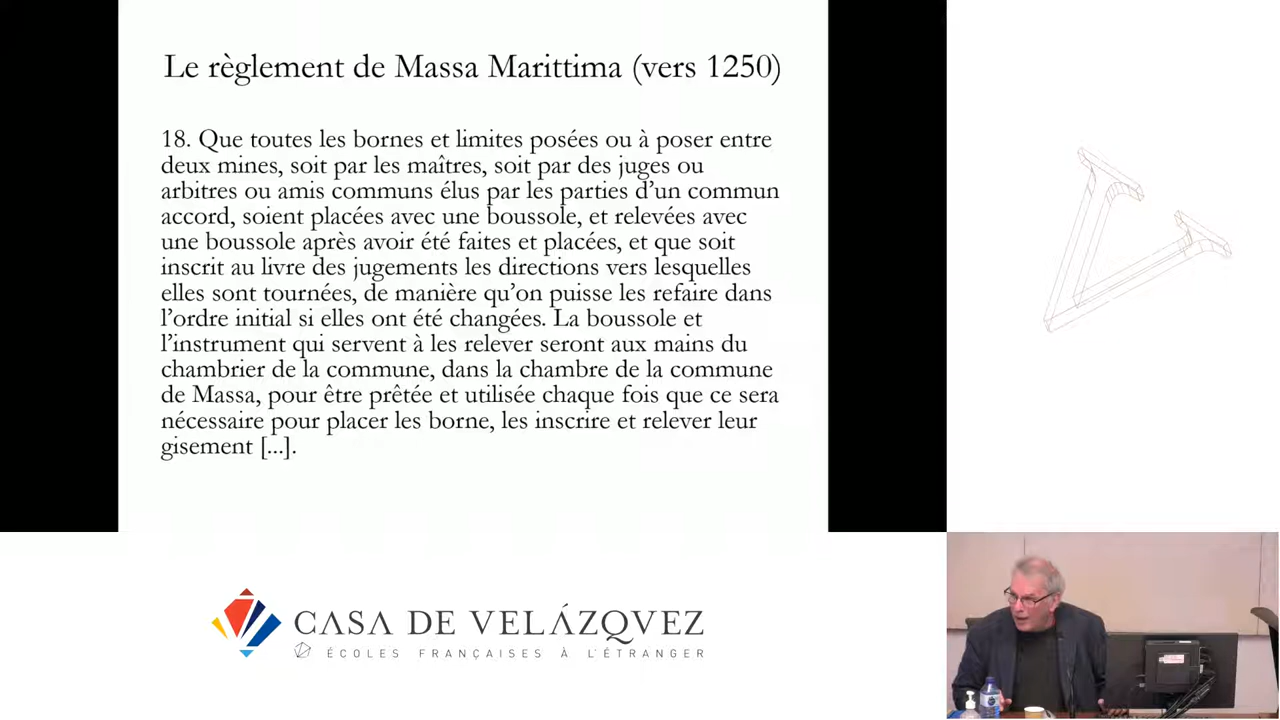 Le règlement de Massa Marittima (vers 1250)
18. Que toutes les bornes et limites posées ou à poser entre
deux mines, soit par les maîtres, soit par des juges ou
arbitres ou amis communs élus par les parties d'un commun
accord, soient placées avec une boussole, et relevées avec
une boussole après avoir été faites et placées, et que soit
inscrit au livre des jugements les directions vers lesquelles
elles sont tournées, de manière qu'on puisse les refaire dans
l'ordre initial si elles ont été changées. La boussole et
l'instrument qui servent à les relever seront aux mains du
chambrier de la commune, dans la chambre de la commune
de Massa, pour être prêtée et utilisée chaque fois que ce sera
nécessaire pour placer les borne, les inscrire et relever leur
gisement [...].
CASA DE VELÁZQVEZ
ÉCOLES FRANÇAISES À L'ÉTRANGER